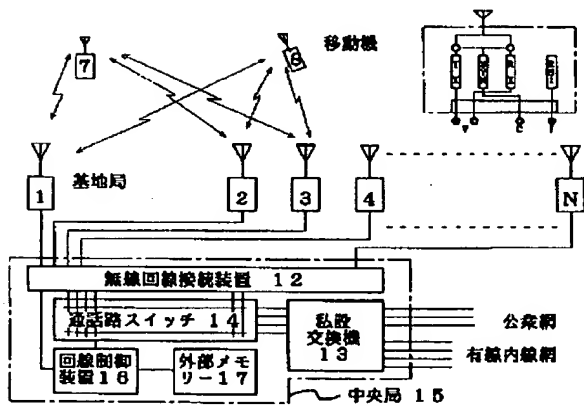 移動機
7
6
基地局
1
2
3
4
N
無線回線接続装置 12
通話路スイッチ 14
私設
交換機
13
公衆網
有線内線網
回線制御
装置16
外部メモ
リー17
中央局 15